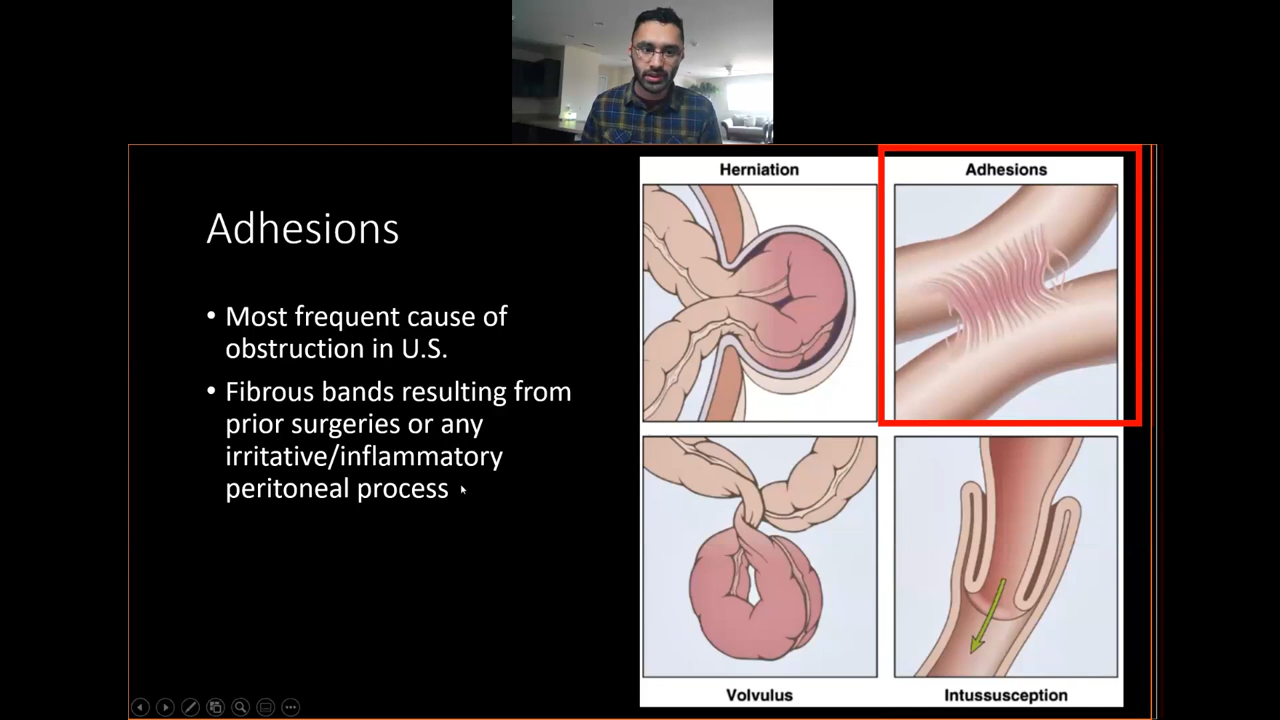 Adhesions
• Most frequent cause of
obstruction in U.S.
• Fibrous bands resulting from
prior surgeries or any
irritative/inflammatory
peritoneal process
Herniation
Adhesions
Volvulus
Intussusception